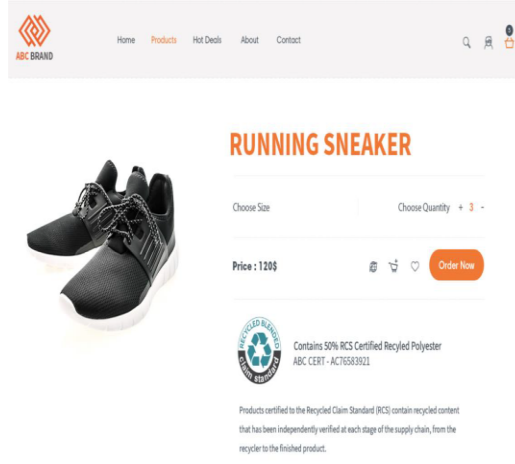 ABC BRAND
Home Products Hot Deals About Contact
RUNNING SNEAKER
Choose Size Choose Quantity + 3 -
Price : 120$ Order Now
RECYCLED BLENDED
claim standard
Contains 50% RCS Certified Recyled Polyester
ABC CERT - AC76583921
Products certified to the Recycled Claim Standard (RCS) contain recycled content
that has been independently verified at each stage of the supply chain, from the
recycler to the finished product.